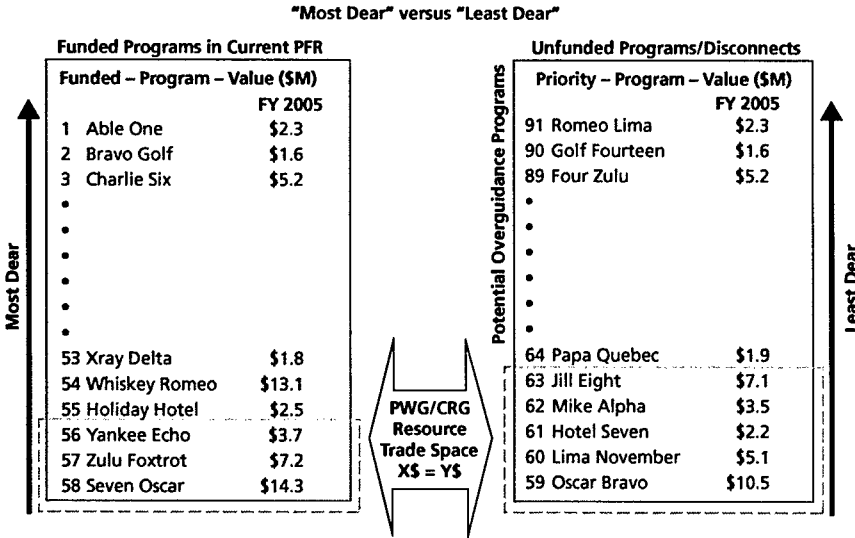 "Most Dear" versus "Least Dear"
Funded Programs in Current PFR
Funded – Program – Value ($M)
FY 2005
1 Able One $2.3
2 Bravo Golf $1.6
3 Charlie Six $5.2
•
•
•
•
•
•
53 Xray Delta $1.8
54 Whiskey Romeo $13.1
55 Holiday Hotel $2.5
56 Yankee Echo $3.7
57 Zulu Foxtrot $7.2
58 Seven Oscar $14.3
Most Dear
PWG/CRG
Resource
Trade Space
X$ = Y$
Unfunded Programs/Disconnects
Potential Overguidance Programs
Priority – Program – Value ($M)
FY 2005
91 Romeo Lima $2.3
90 Golf Fourteen $1.6
89 Four Zulu $5.2
•
•
•
•
•
•
64 Papa Quebec $1.9
63 Jill Eight $7.1
62 Mike Alpha $3.5
61 Hotel Seven $2.2
60 Lima November $5.1
59 Oscar Bravo $10.5
Least Dear